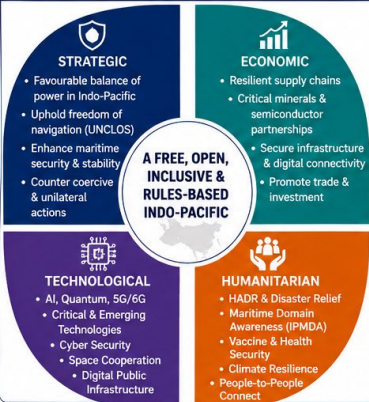 STRATEGIC
• Favourable balance of
power in Indo-Pacific
• Uphold freedom of
navigation (UNCLOS)
• Enhance maritime
security & stability
• Counter coercive
& unilateral
actions
ECONOMIC
• Resilient supply chains
• Critical minerals &
semiconductor
partnerships
• Secure infrastructure
& digital connectivity
• Promote trade &
investment
A FREE, OPEN,
INCLUSIVE &
RULES-BASED
INDO-PACIFIC
TECHNOLOGICAL
• AI, Quantum, 5G/6G
• Critical & Emerging
Technologies
• Cyber Security
• Space Cooperation
• Digital Public
Infrastructure
HUMANITARIAN
• HADR & Disaster Relief
• Maritime Domain
Awareness (IPMDA)
• Vaccine & Health
Security
• Climate Resilience
• People-to-People
Connect